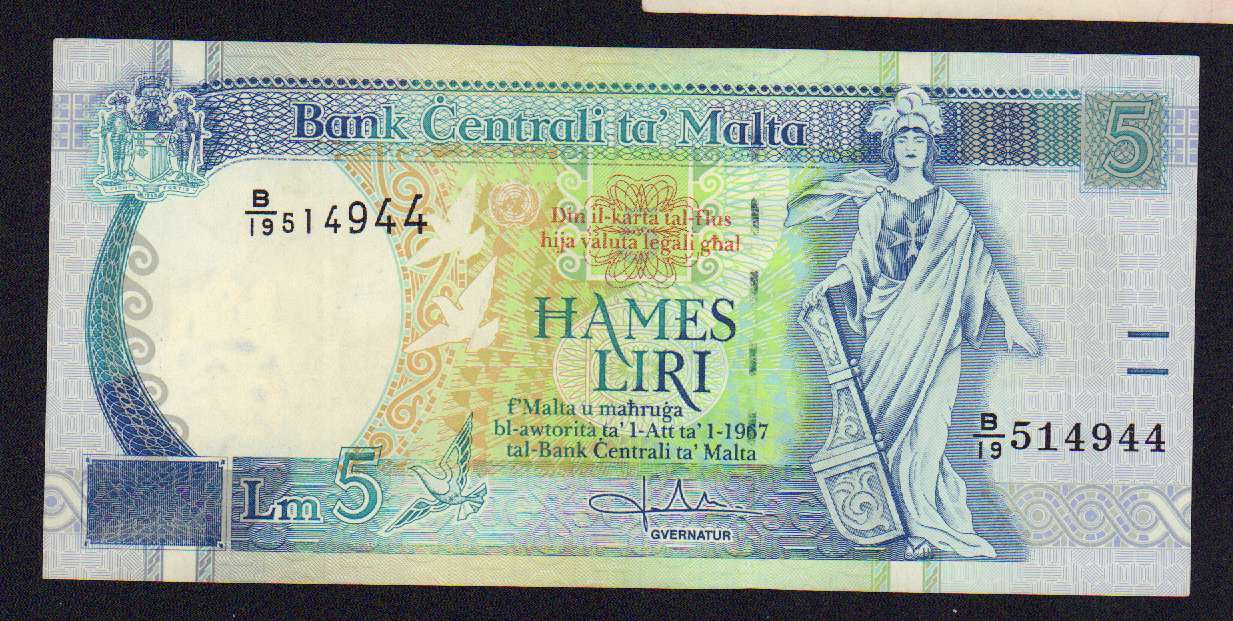 Bank Ċentrali ta' Malta
5
B/19 514944
Din il-karta tal-flus
hija valuta legali għal
ĦAMES
LIRI
f'Malta u maħruġa
bl-awtorita ta' l-Att ta' l-1967
tal-Bank Ċentrali ta' Malta
B/19 514944
Lm 5
GVERNATUR